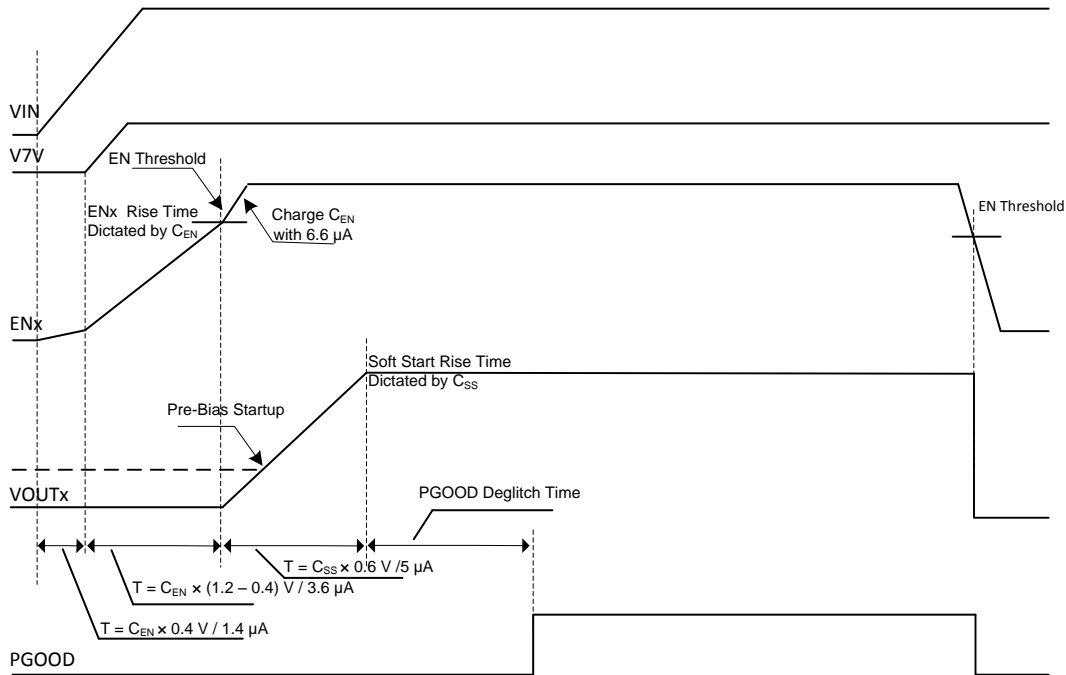 VIN
V7V
EN Threshold
ENx Rise Time
Dictated by CEN
Charge CEN
with 6.6 µA
EN Threshold
ENx
Soft Start Rise Time
Dictated by CSS
Pre-Bias Startup
VOUTx
PGOOD Deglitch Time
T = CSS × 0.6 V /5 µA
T = CEN × (1.2 – 0.4) V / 3.6 µA
T = CEN × 0.4 V / 1.4 µA
PGOOD